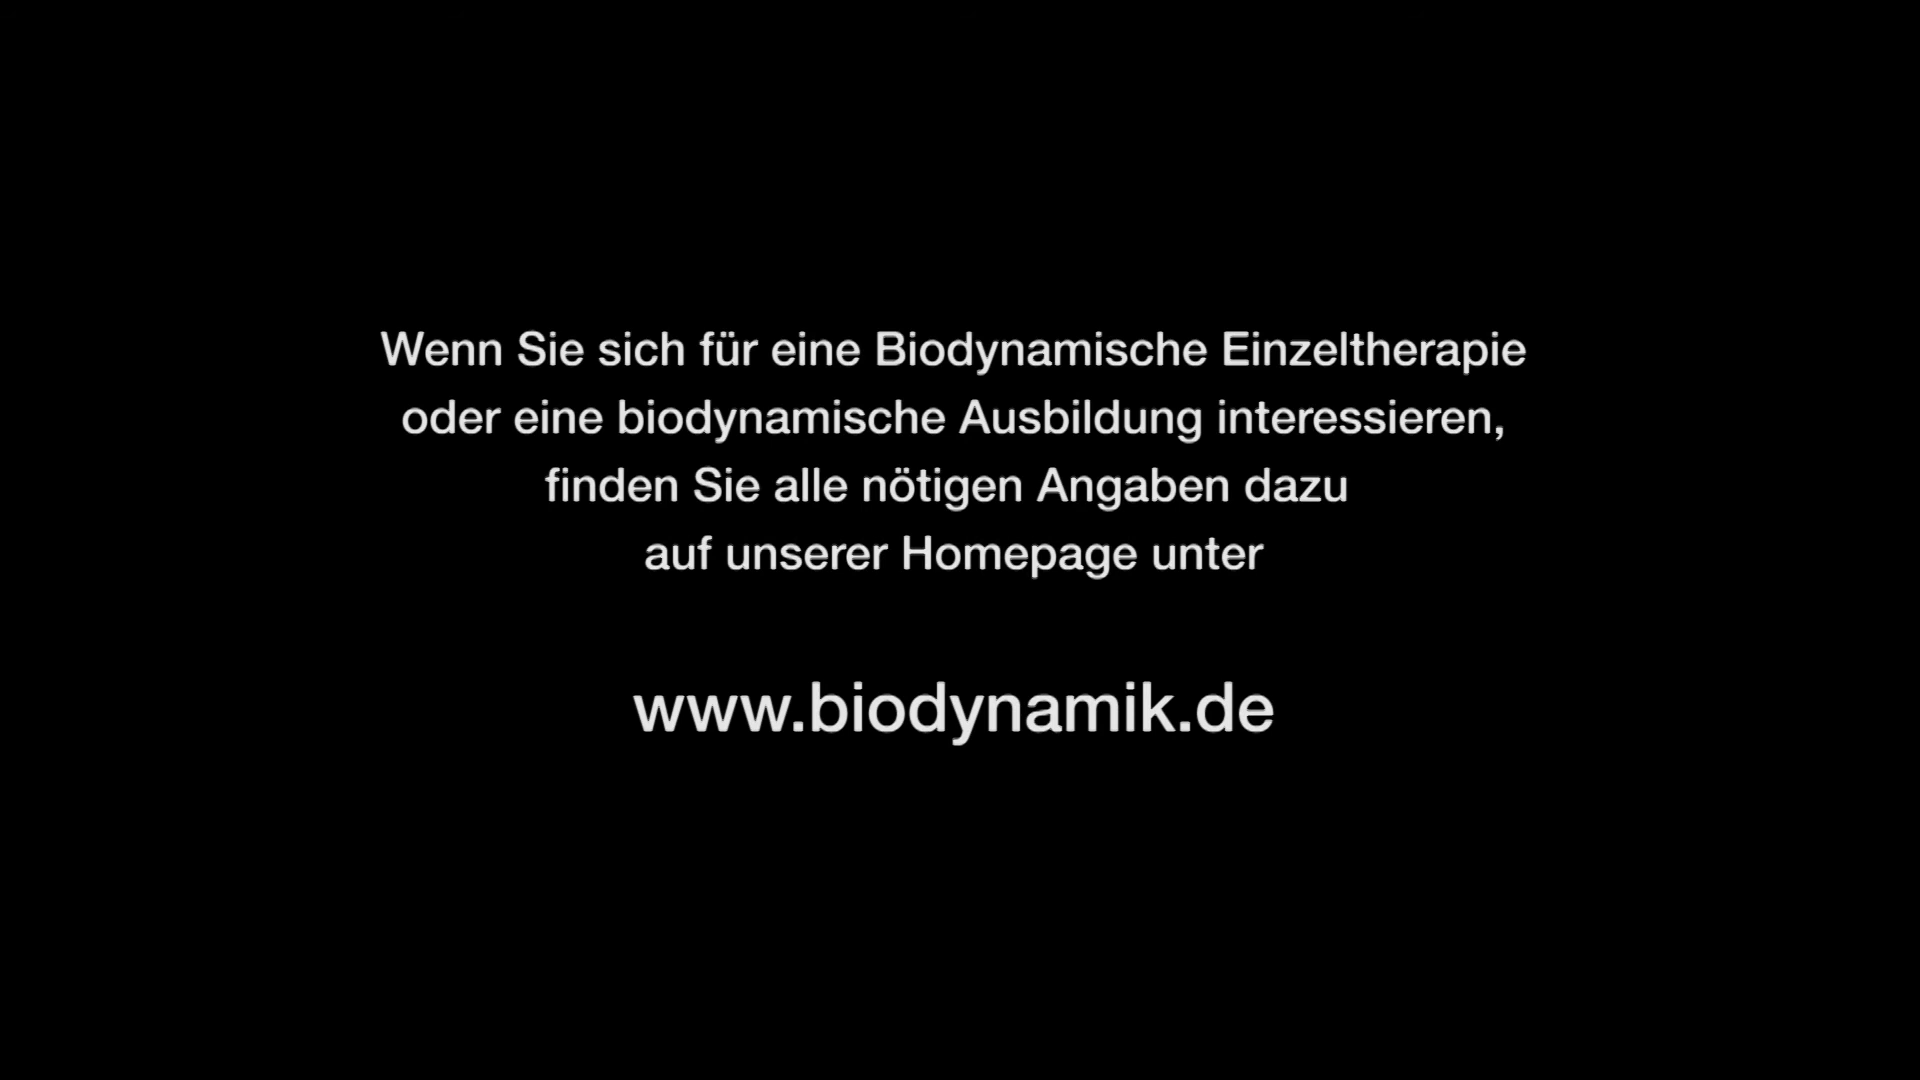 Wenn Sie sich für eine Biodynamische Einzeltherapie
oder eine biodynamische Ausbildung interessieren,
finden Sie alle nötigen Angaben dazu
auf unserer Homepage unter
www.biodynamik.de